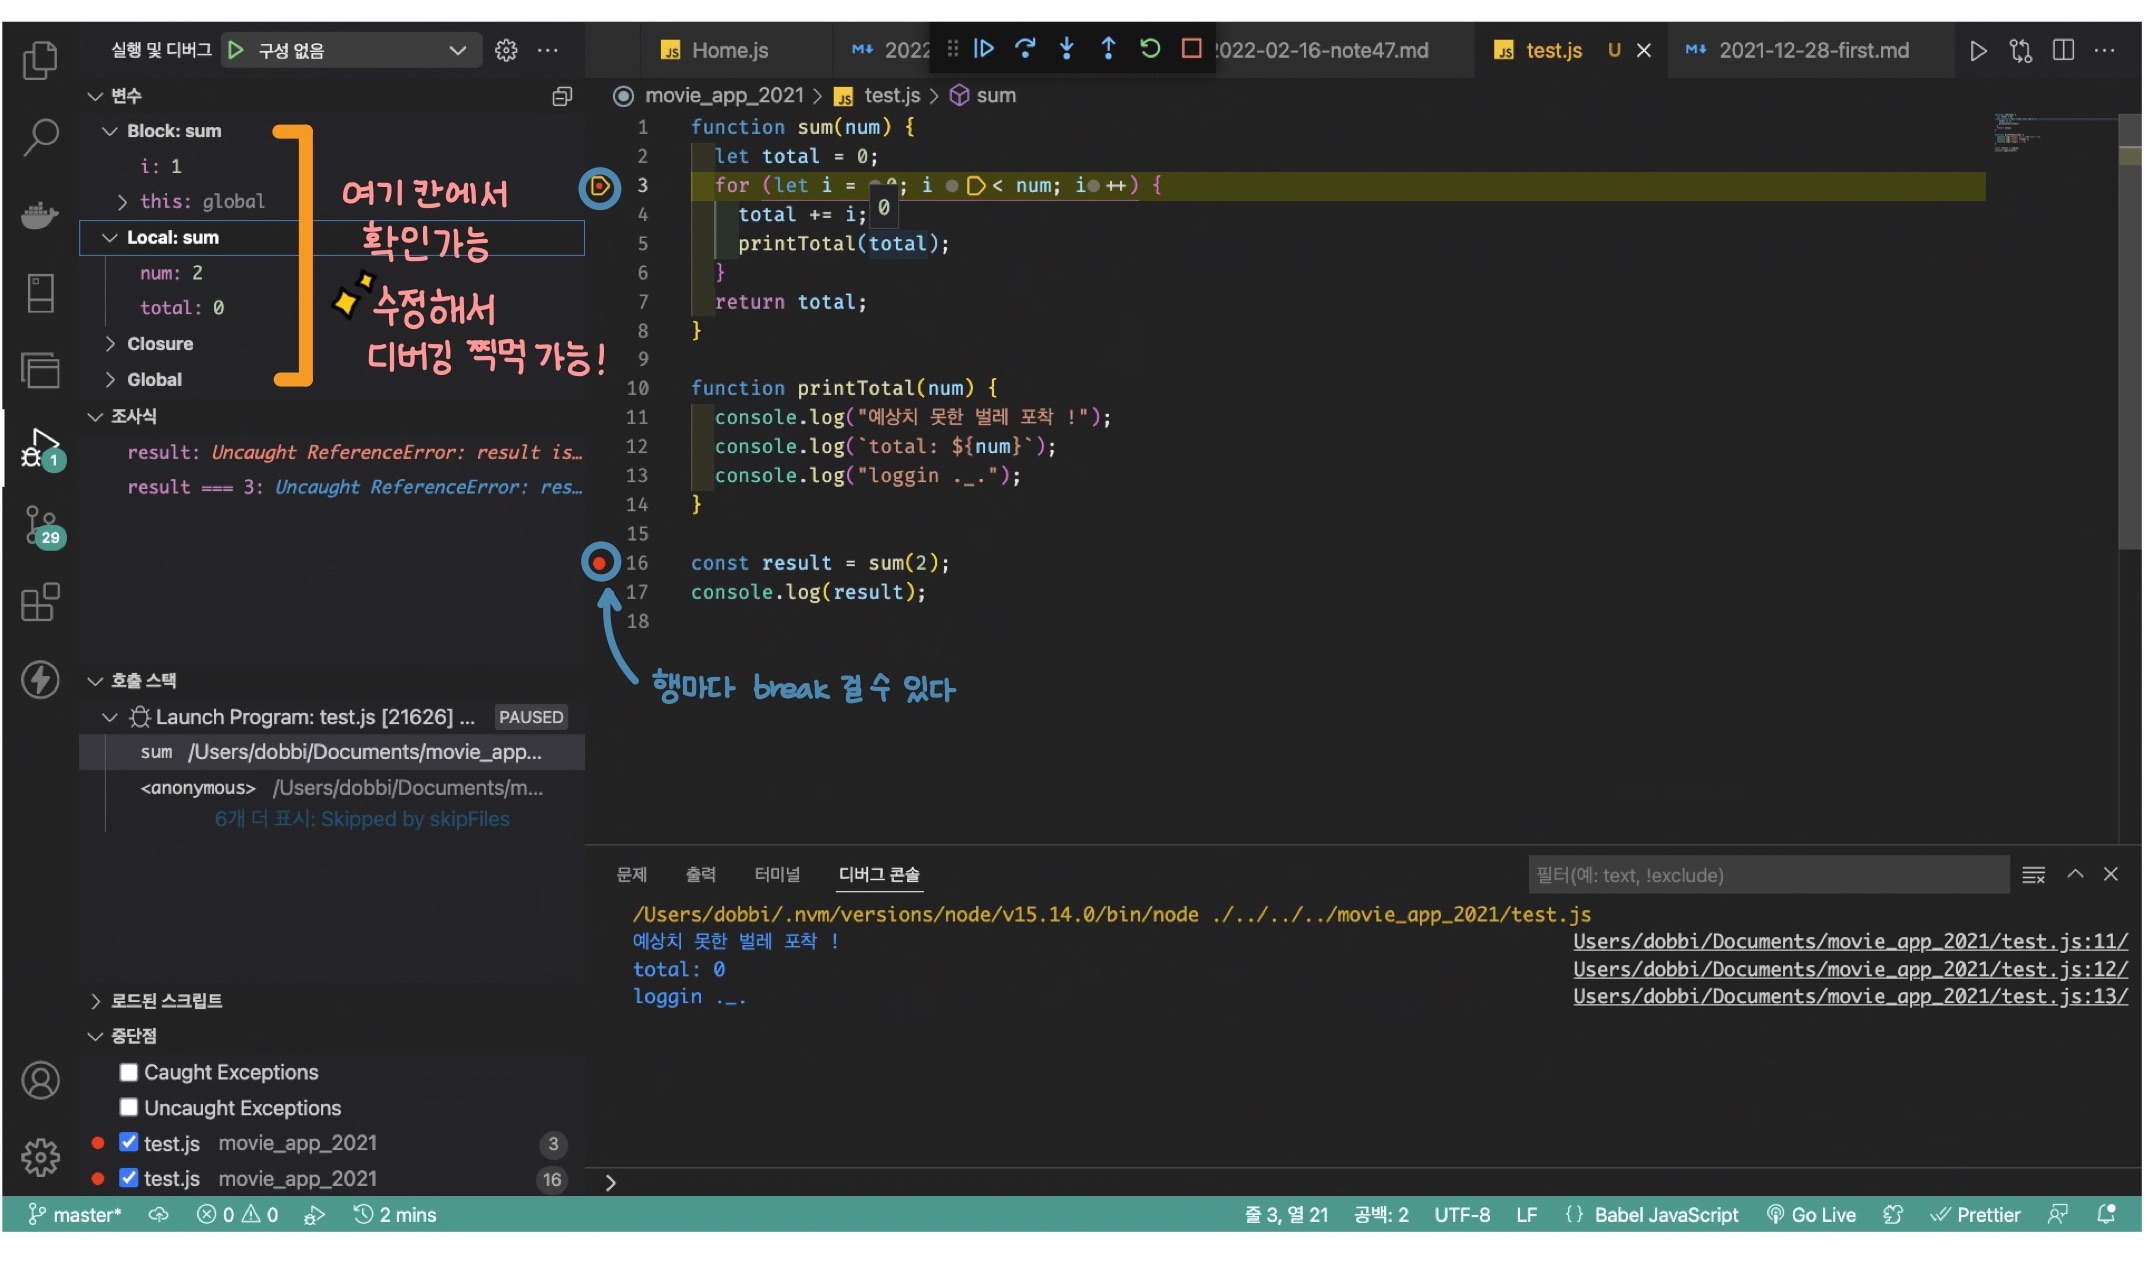 실행 및 디버그 구성 없음
변수
Block: sum
i: 1
this: global
Local: sum
num: 2
total: 0
Closure
Global
여기 칸에서
확인가능
수정해서
디버깅 찍먹 가능!
조사식
result: Uncaught ReferenceError: result is…
result === 3: Uncaught ReferenceError: res…
1
29
호출 스택
Launch Program: test.js [21626] ... PAUSED
sum /Users/dobbi/Documents/movie_app...
<anonymous> /Users/dobbi/Documents/m...
6개 더 표시: Skipped by skipFiles
로드된 스크립트
중단점
Caught Exceptions
Uncaught Exceptions
test.js movie_app_2021 3
test.js movie_app_2021 16
JS Home.js M↓ 2022 2022-02-16-note47.md JS test.js U M↓ 2021-12-28-first.md
movie_app_2021 > JS test.js > sum
1 function sum(num) {
2 let total = 0;
3 for (let i = 0; i < num; i ++) {
4 total += i;
0
5 printTotal(total);
6 }
7 return total;
8 }
9
10 function printTotal(num) {
11 console.log("예상치 못한 벌레 포착 !");
12 console.log(`total: ${num}`);
13 console.log("loggin ._.");
14 }
15
16 const result = sum(2);
17 console.log(result);
18
행마다 break 걸 수 있다
문제 출력 터미널 디버그 콘솔 필터(예: text, !exclude)
/Users/dobbi/.nvm/versions/node/v15.14.0/bin/node ./../../../movie_app_2021/test.js
예상치 못한 벌레 포착 ! Users/dobbi/Documents/movie_app_2021/test.js:11/
total: 0 Users/dobbi/Documents/movie_app_2021/test.js:12/
loggin ._. Users/dobbi/Documents/movie_app_2021/test.js:13/
master* 0 0 2 mins 줄 3, 열 21 공백: 2 UTF-8 LF {} Babel JavaScript Go Live Prettier